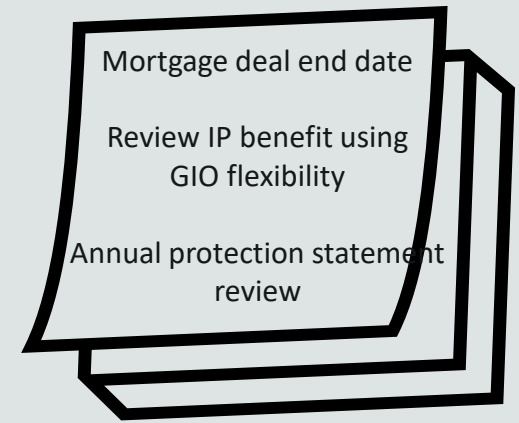 Mortgage deal end date
Review IP benefit using
GIO flexibility
Annual protection statement
review